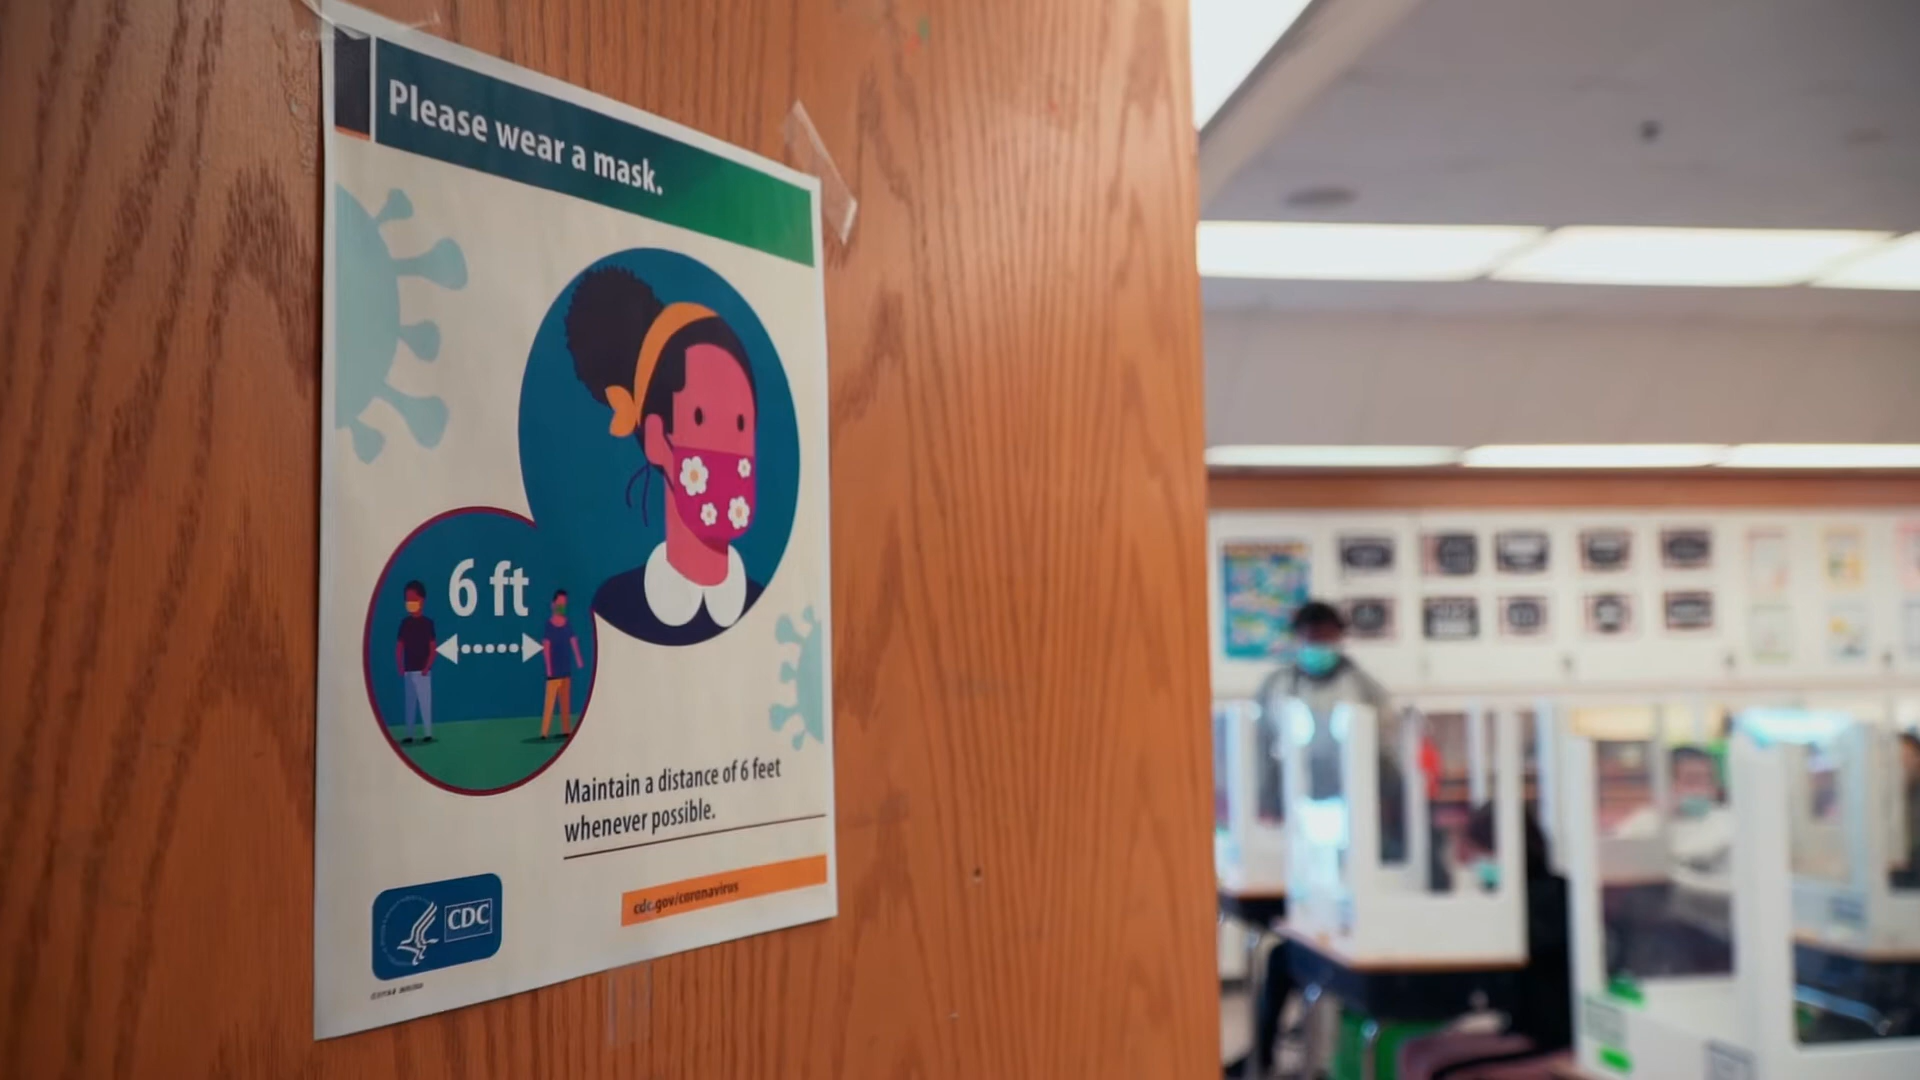 Please wear a mask.
6 ft
Maintain a distance of 6 feet
whenever possible.
cdc.gov/coronavirus
CDC